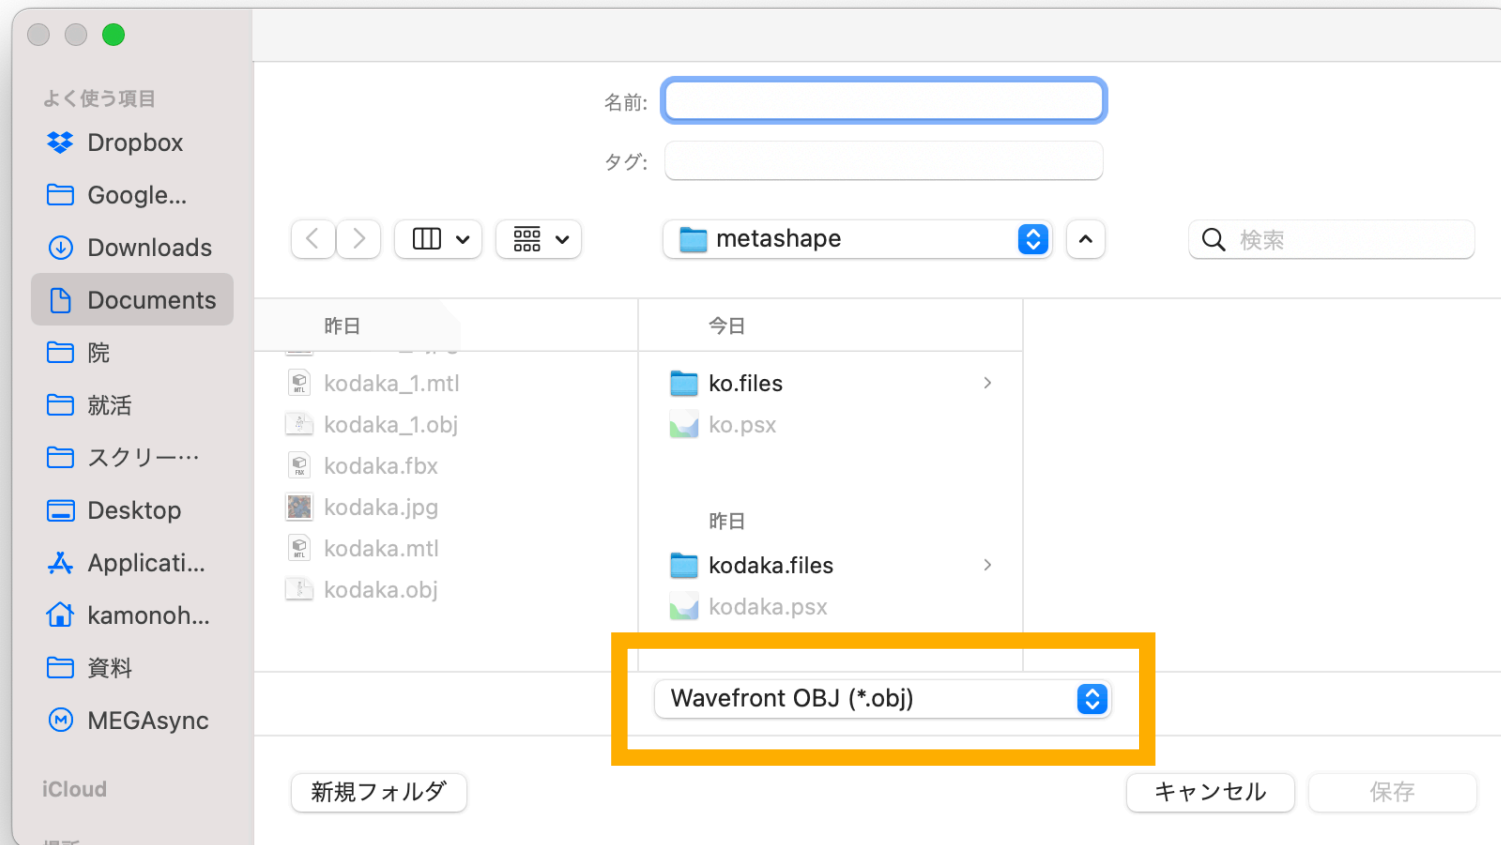 よく使う項目
Dropbox
Google...
Downloads
Documents
院
就活
スクリー…
Desktop
Applicati...
kamonoh...
資料
MEGAsync
iCloud
名前:
タグ:
metashape
検索
昨日
kodaka_1.mtl
kodaka_1.obj
kodaka.fbx
kodaka.jpg
kodaka.mtl
kodaka.obj
今日
ko.files
ko.psx
昨日
kodaka.files
kodaka.psx
Wavefront OBJ (*.obj)
新規フォルダ
キャンセル
保存